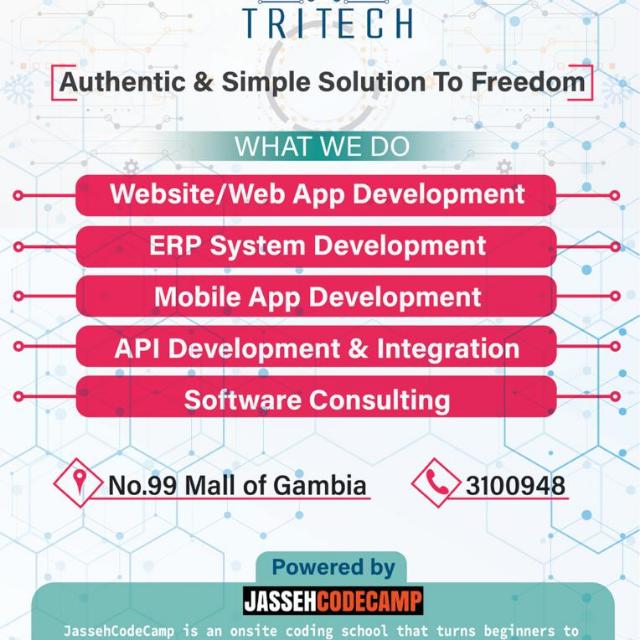 TRITECH
Authentic & Simple Solution To Freedom
WHAT WE DO
Website/Web App Development
ERP System Development
Mobile App Development
API Development & Integration
Software Consulting
No.99 Mall of Gambia
3100948
Powered by
JASSEHCODECAMP
JassehCodeCamp is an onsite coding school that turns beginners to